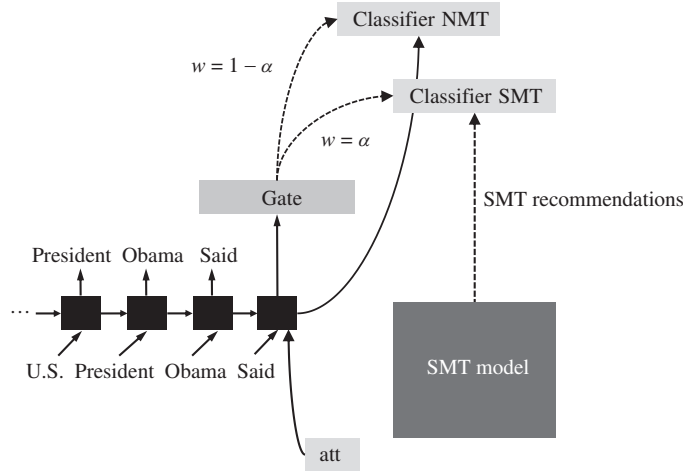 Classifier NMT
w = 1 − α
Classifier SMT
w = α
Gate
SMT recommendations
President Obama Said
...
U.S. President Obama Said
SMT model
att